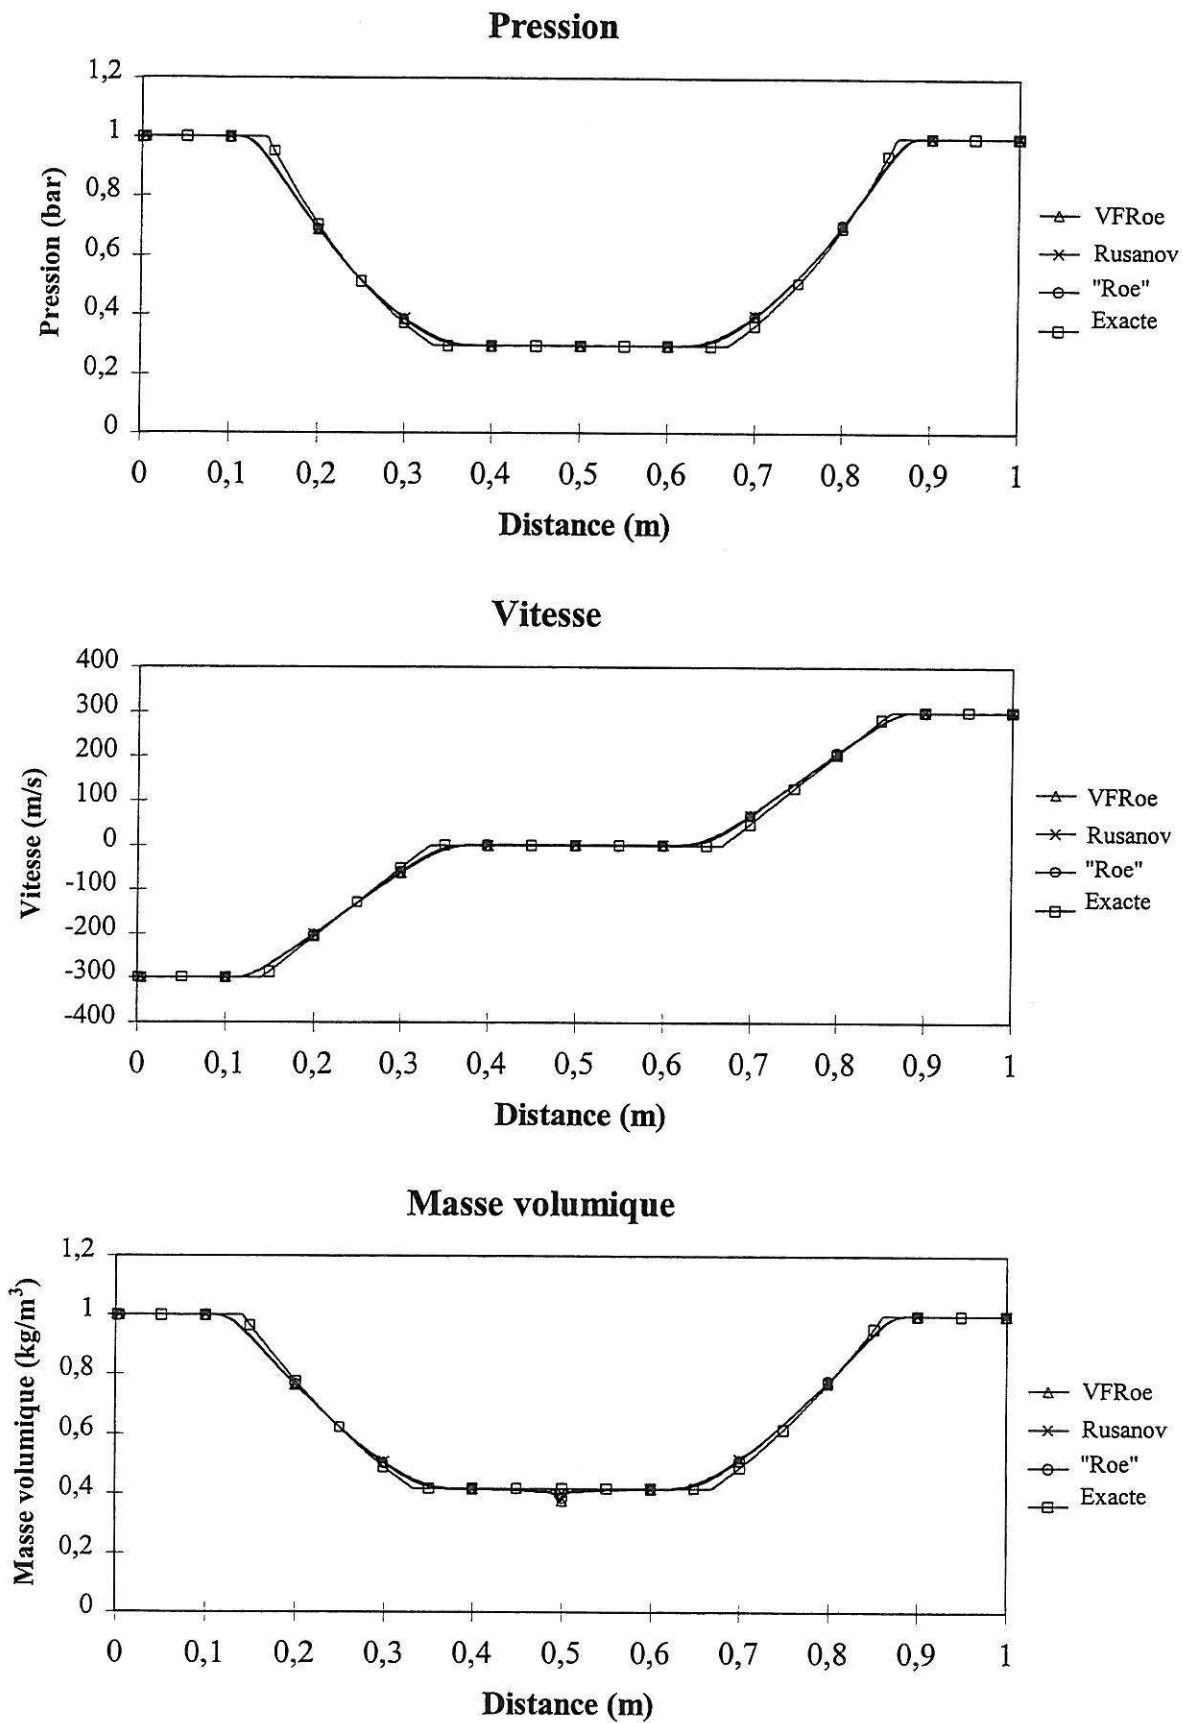 Pression
1,2
1
0,8
0,6
0,4
0,2
0
Pression (bar)
0 0,1 0,2 0,3 0,4 0,5 0,6 0,7 0,8 0,9 1
Distance (m)
VFRoe
Rusanov
"Roe"
Exacte
Vitesse
400
300
200
100
0
-100
-200
-300
-400
Vitesse (m/s)
0 0,1 0,2 0,3 0,4 0,5 0,6 0,7 0,8 0,9 1
Distance (m)
VFRoe
Rusanov
"Roe"
Exacte
Masse volumique
1,2
1
0,8
0,6
0,4
0,2
0
Masse volumique (kg/m³)
0 0,1 0,2 0,3 0,4 0,5 0,6 0,7 0,8 0,9 1
Distance (m)
VFRoe
Rusanov
"Roe"
Exacte